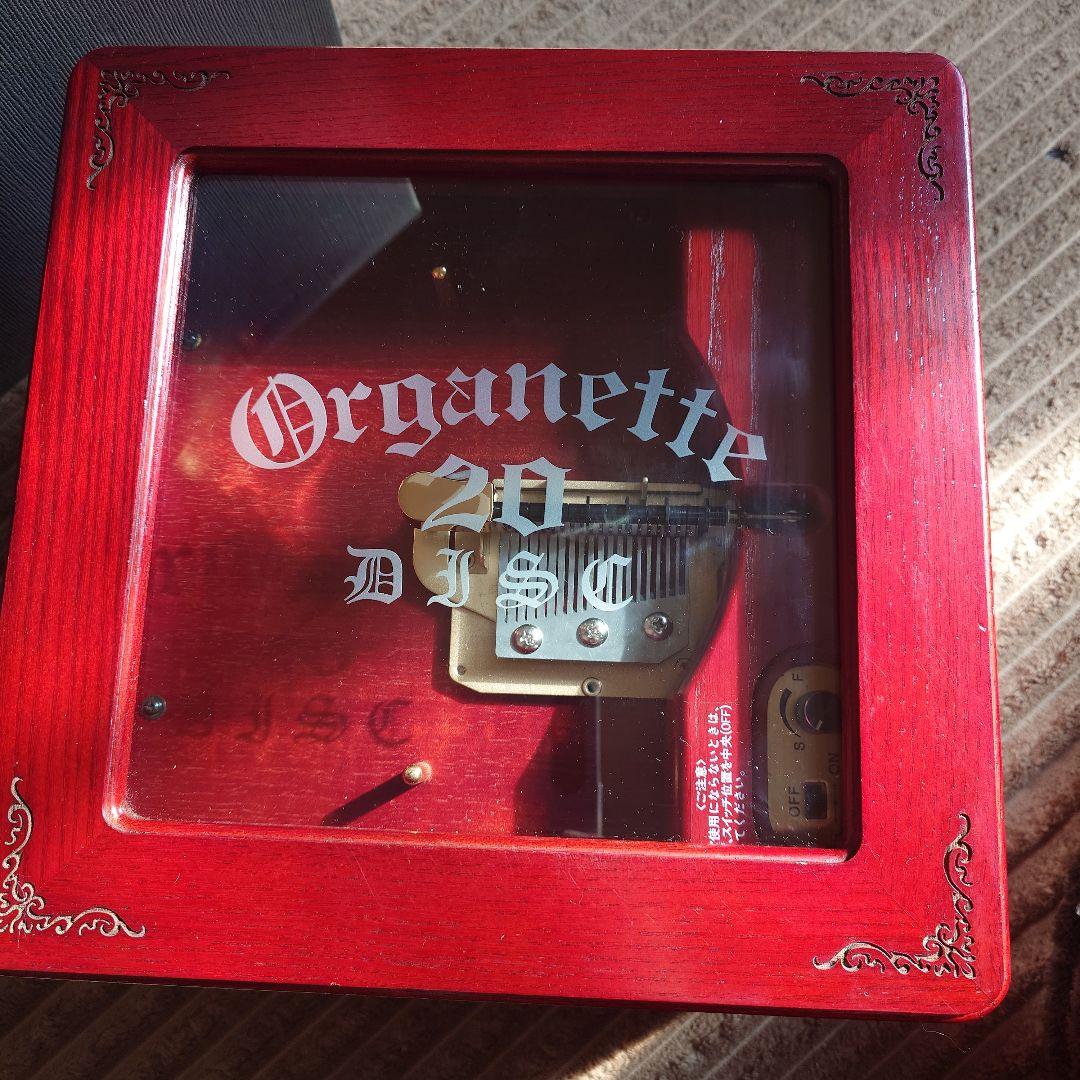 Organette
20
DISC
〈ご注意〉
使用にならないときは、
スイッチ位置を中央(OFF)
てください。
S
F
OFF
ON